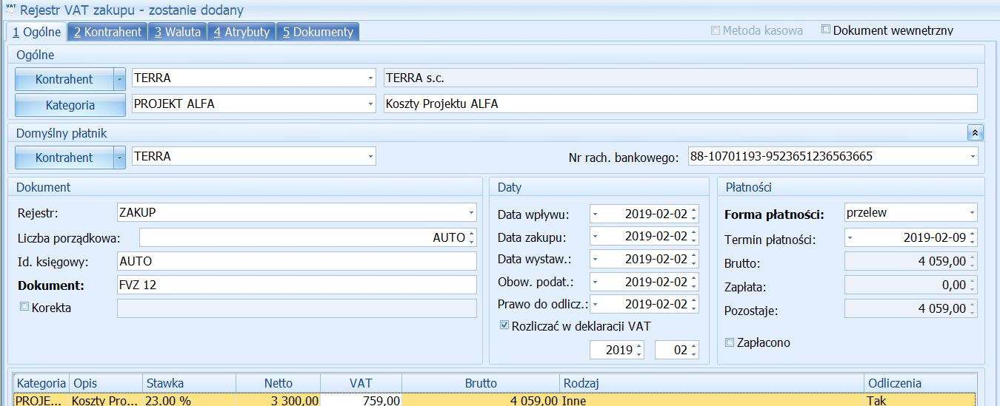 VAT Rejestr VAT zakupu - zostanie dodany
1 Ogólne 2 Kontrahent 3 Waluta 4 Atrybuty 5 Dokumenty Metoda kasowa Dokument wewnętrzny
Ogólne
Kontrahent TERRA TERRA s.c.
Kategoria PROJEKT ALFA Koszty Projektu ALFA
Domyślny płatnik
Kontrahent TERRA Nr rach. bankowego: 88-10701193-9523651236563665
Dokument
Rejestr: ZAKUP
Liczba porządkowa: AUTO
Id. księgowy: AUTO
Dokument: FVZ 12
Korekta
Daty
Data wpływu: 2019-02-02
Data zakupu: 2019-02-02
Data wystaw.: 2019-02-02
Obow. podat.: 2019-02-02
Prawo do odlicz.: 2019-02-02
Rozliczać w deklaracji VAT
2019 02
Płatności
Forma płatności: przelew
Termin płatności: 2019-02-09
Brutto: 4 059,00
Zapłata: 0,00
Pozostaje: 4 059,00
Zapłacono
Kategoria Opis Stawka Netto VAT Brutto Rodzaj Odliczenia
PROJE... Koszty Pro... 23.00 % 3 300,00 759,00 4 059,00 Inne Tak